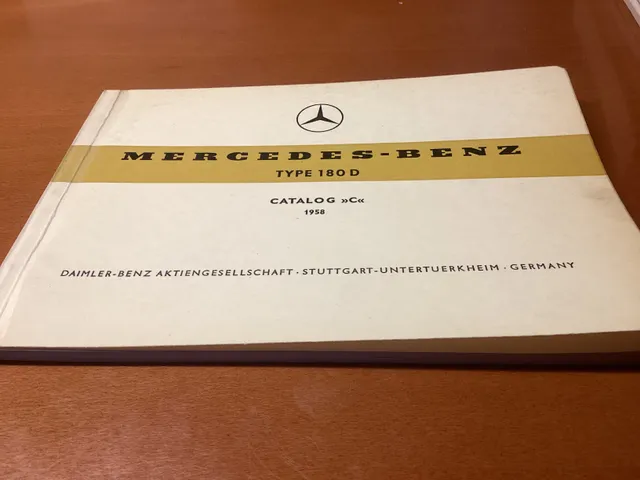 MERCEDES-BENZ
TYPE 180 D
CATALOG »C«
1958
DAIMLER-BENZ AKTIENGESELLSCHAFT · STUTTGART-UNTERTUERKHEIM · GERMANY